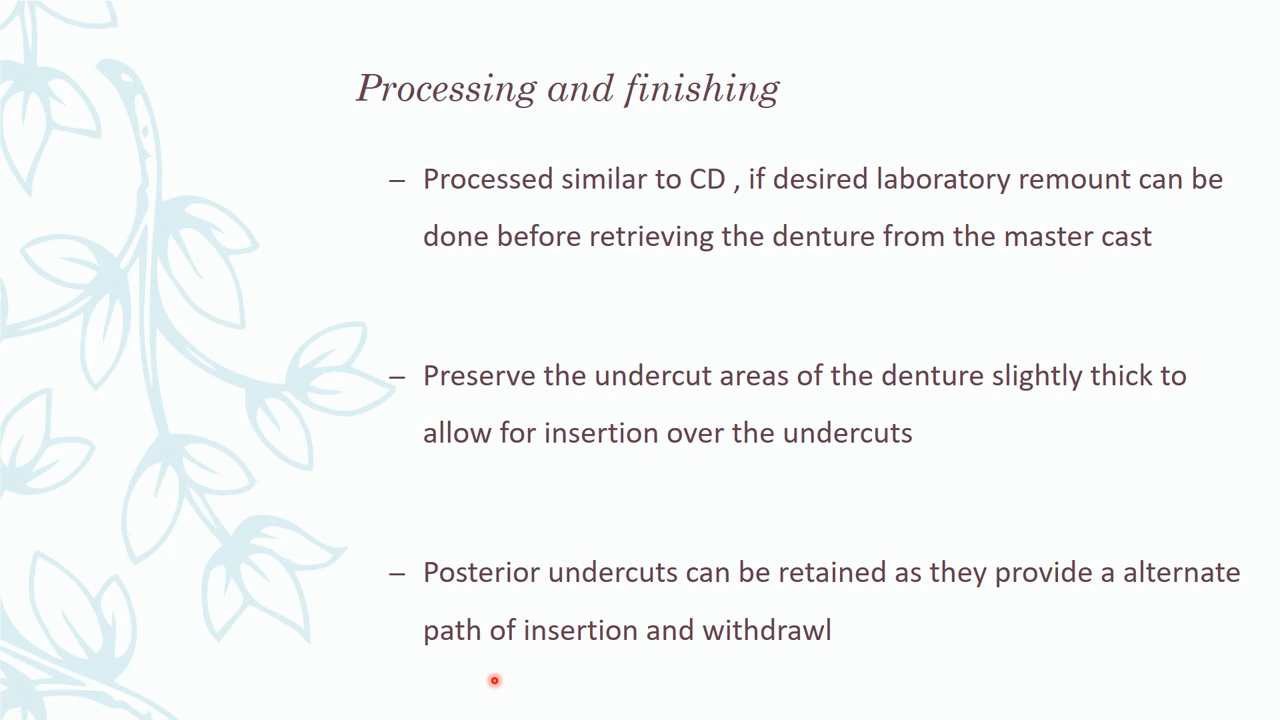 Processing and finishing
– Processed similar to CD , if desired laboratory remount can be
done before retrieving the denture from the master cast
– Preserve the undercut areas of the denture slightly thick to
allow for insertion over the undercuts
– Posterior undercuts can be retained as they provide a alternate
path of insertion and withdrawl